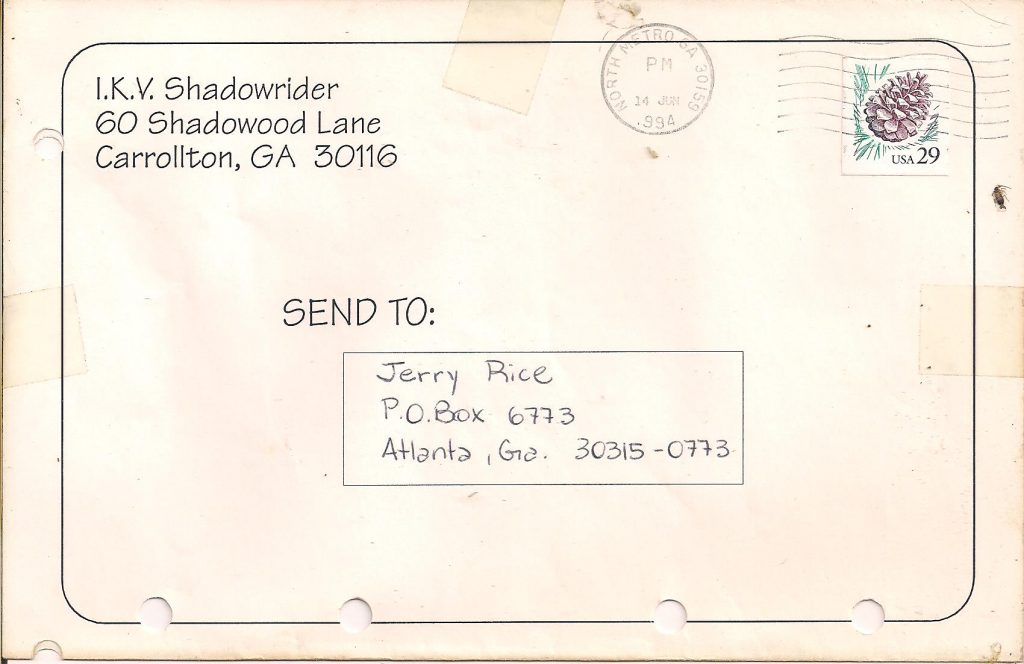 I.K.V. Shadowrider
60 Shadowood Lane
Carrollton, GA 30116
NORTH METRO GA 30159
PM
14 JUN
1994
USA 29
SEND TO:
Jerry Rice
P.O.Box 6773
Atlanta, Ga. 30315-0773